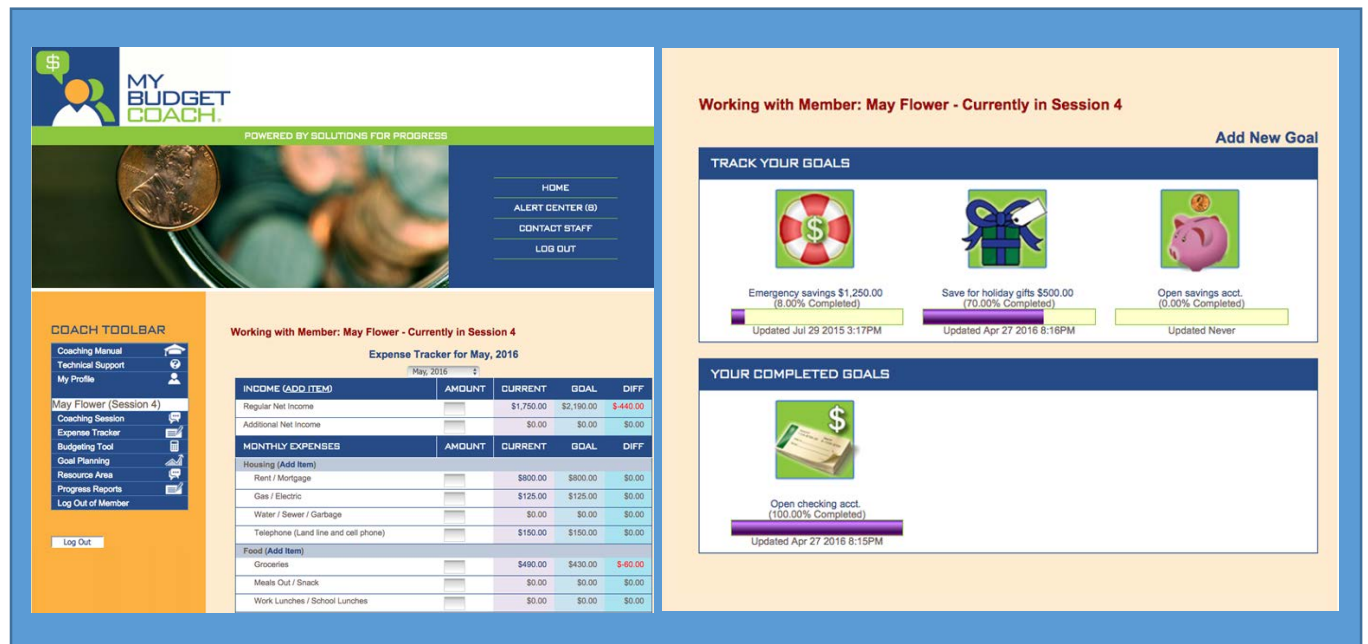 $
MY
BUDGET
COACH.
POWERED BY SOLUTIONS FOR PROGRESS
HOME
ALERT CENTER (8)
CONTACT STAFF
LOG OUT
COACH TOOLBAR
Coaching Manual
Technical Support
?
My Profile
May Flower (Session 4)
Coaching Session
Expense Tracker
Budgeting Tool
Goal Planning
Resource Area
Progress Reports
Log Out of Member
Log Out
Working with Member: May Flower - Currently in Session 4
Expense Tracker for May, 2016
May, 2016
INCOME (ADD ITEM) AMOUNT CURRENT GOAL DIFF
Regular Net Income $1,750.00 $2,190.00 $-440.00
Additional Net Income $0.00 $0.00 $0.00
MONTHLY EXPENSES AMOUNT CURRENT GOAL DIFF
Housing (Add Item)
Rent / Mortgage $800.00 $800.00 $0.00
Gas / Electric $125.00 $125.00 $0.00
Water / Sewer / Garbage $0.00 $0.00 $0.00
Telephone (Land line and cell phone) $150.00 $150.00 $0.00
Food (Add Item)
Groceries $490.00 $430.00 $-60.00
Meals Out / Snack $0.00 $0.00 $0.00
Work Lunches / School Lunches $0.00 $0.00 $0.00
Working with Member: May Flower - Currently in Session 4
Add New Goal
TRACK YOUR GOALS
$
Emergency savings $1,250.00
(8.00% Completed)
Updated Jul 29 2015 3:17PM
Save for holiday gifts $500.00
(70.00% Completed)
Updated Apr 27 2016 8:16PM
Open savings acct.
(0.00% Completed)
Updated Never
YOUR COMPLETED GOALS
$
Open checking acct.
(100.00% Completed)
Updated Apr 27 2016 8:15PM